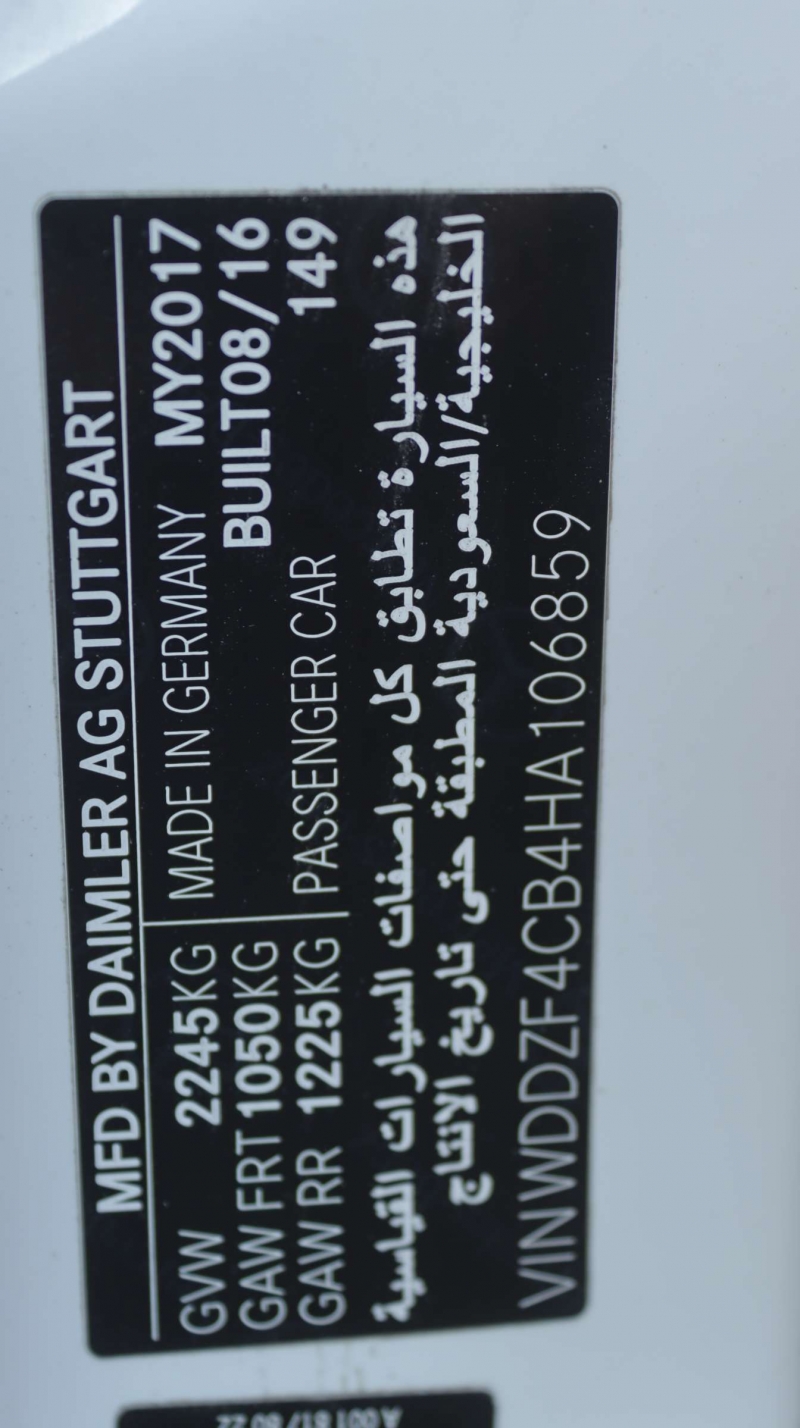 MFD BY DAIMLER AG STUTTGART
GVW 2245KG MADE IN GERMANY MY2017
GAW FRT 1050KG BUILT08/16
GAW RR 1225KG PASSENGER CAR 149
هذه السيارة تطابق كل مواصفات السيارات القياسية
الخليجية/السعودية المطبقة حتى تاريخ الانتاج
VIN WDDZF4CB4HA106859